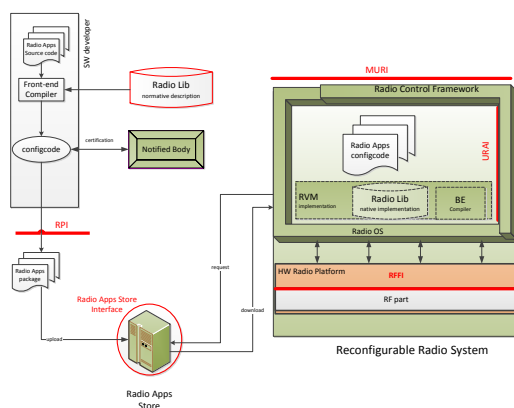 SW developer
Radio Apps
Source code
Front-end
Compiler
Radio Lib
normative description
configcode
certification
Notified Body
RPI
Radio Apps
package
upload
Radio Apps Store
Interface
Radio Apps
Store
request
download
MURI
Radio Control Framework
URAI
Radio Apps
configcode
RVM
implementation
Radio Lib
native implementation
BE
Compiler
Radio OS
HW Radio Platform
RFFI
RF part
Reconfigurable Radio System